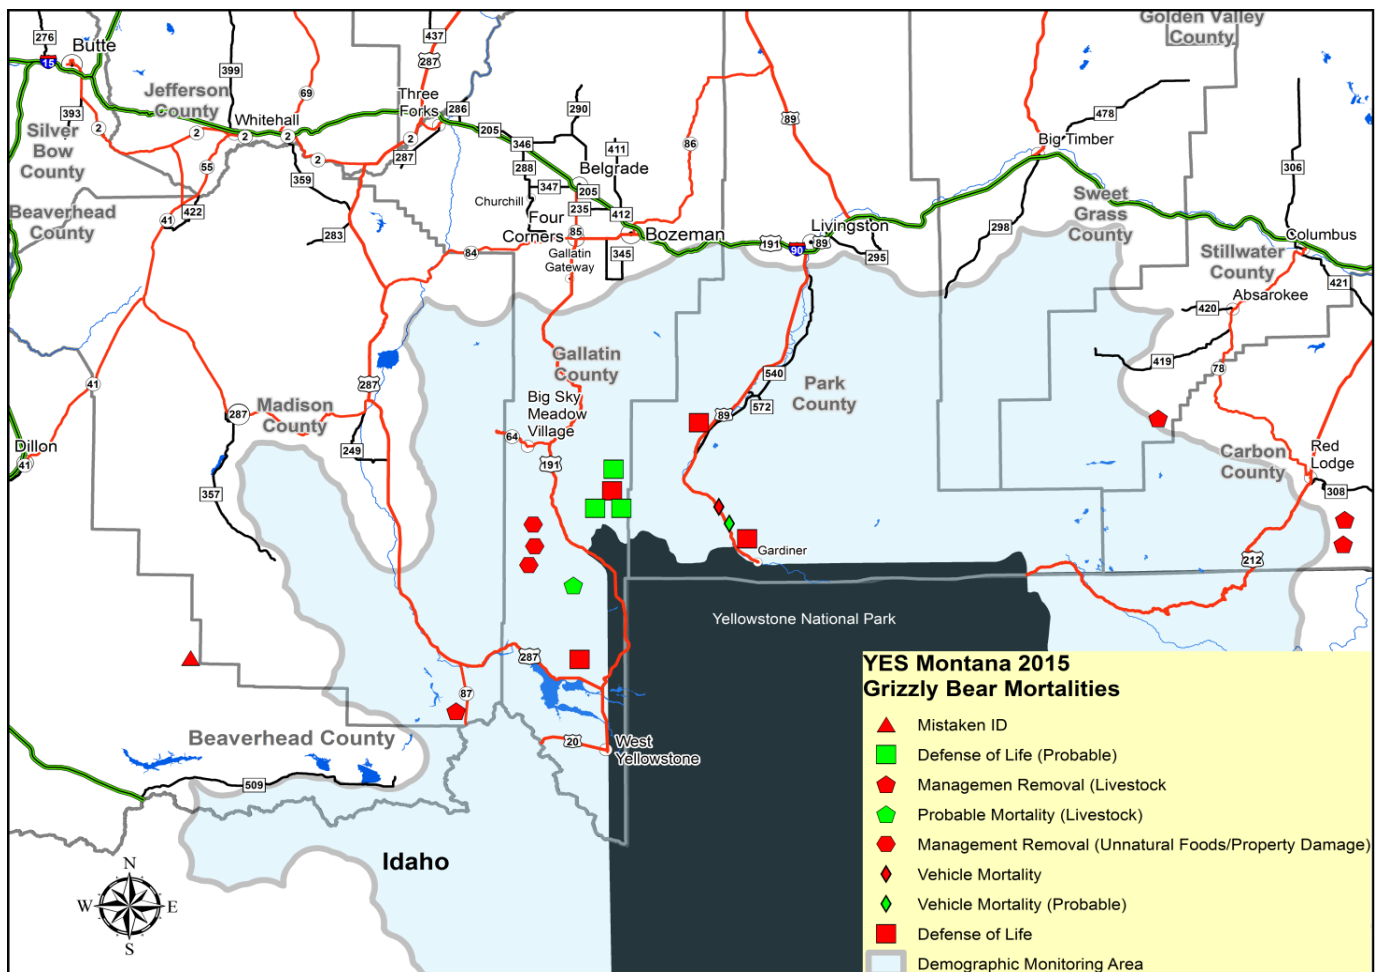 Golden Valley
County
276
Butte
15
437
287
399
Jefferson
County
69
Three
Forks
286
290
89
478
393
2
Whitehall
2
2
2
2
205
346
411
86
Big Timber
Silver
Bow
County
55
287
288
Belgrade
306
359
347
205
Churchill
235
412
Sweet
Grass
County
Beaverhead
County
422
41
Four
Corners
85
Bozeman
Livingston
298
283
191
90
89
Columbus
84
Gallatin
Gateway
345
295
Stillwater
County
421
Absarokee
420
Gallatin
County
419
78
41
287
540
Park
County
Big Sky
Meadow
Village
572
Madison
County
287
89
64
Dillon
41
249
191
Carbon
County
Red
Lodge
357
308
Gardiner
212
Yellowstone National Park
287
87
YES Montana 2015
Grizzly Bear Mortalities
Mistaken ID
Beaverhead County
20
West
Yellowstone
Defense of Life (Probable)
509
Managemen Removal (Livestock
Probable Mortality (Livestock)
Management Removal (Unnatural Foods/Property Damage)
Idaho
N
Vehicle Mortality
W
E
Vehicle Mortality (Probable)
S
Defense of Life
Demographic Monitoring Area